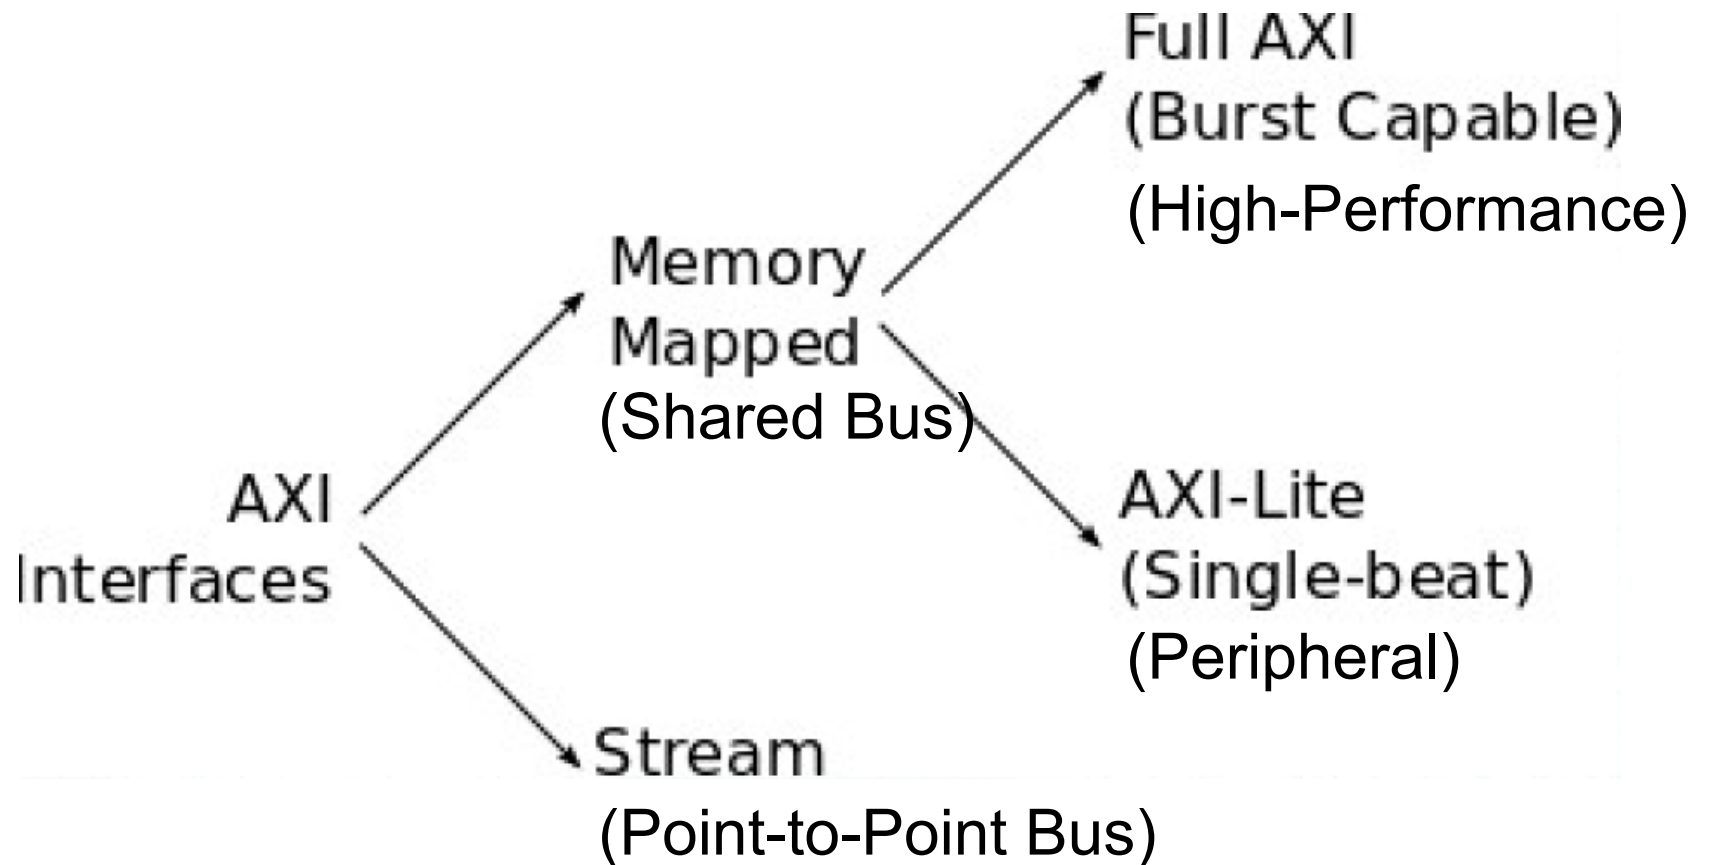 AXI
Interfaces
Memory
Mapped
(Shared Bus)
Stream
(Point-to-Point Bus)
Full AXI
(Burst Capable)
(High-Performance)
AXI-Lite
(Single-beat)
(Peripheral)